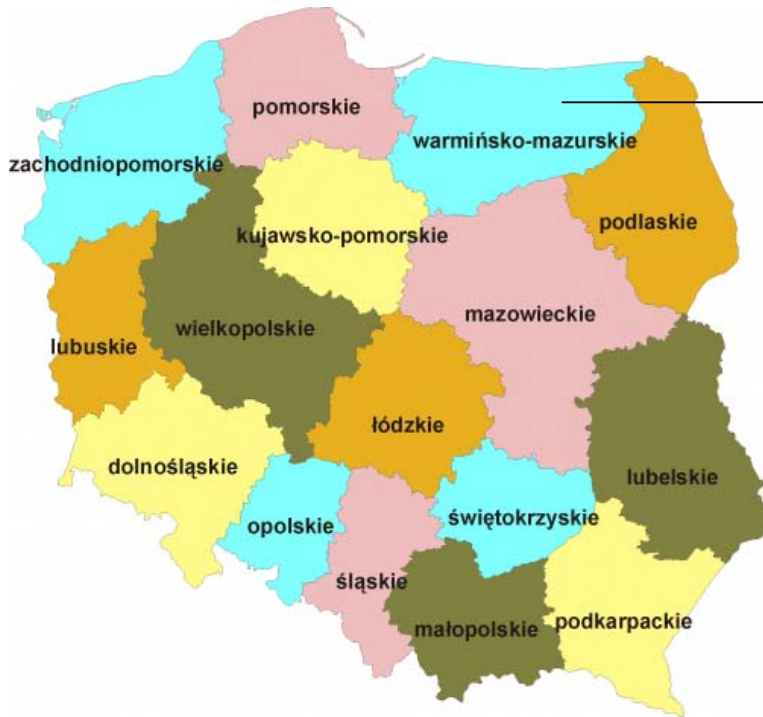 pomorskie
warmińsko-mazurskie
zachodniopomorskie
podlaskie
kujawsko-pomorskie
mazowieckie
wielkopolskie
lubuskie
łódzkie
dolnośląskie
lubelskie
opolskie
świętokrzyskie
śląskie
podkarpackie
małopolskie